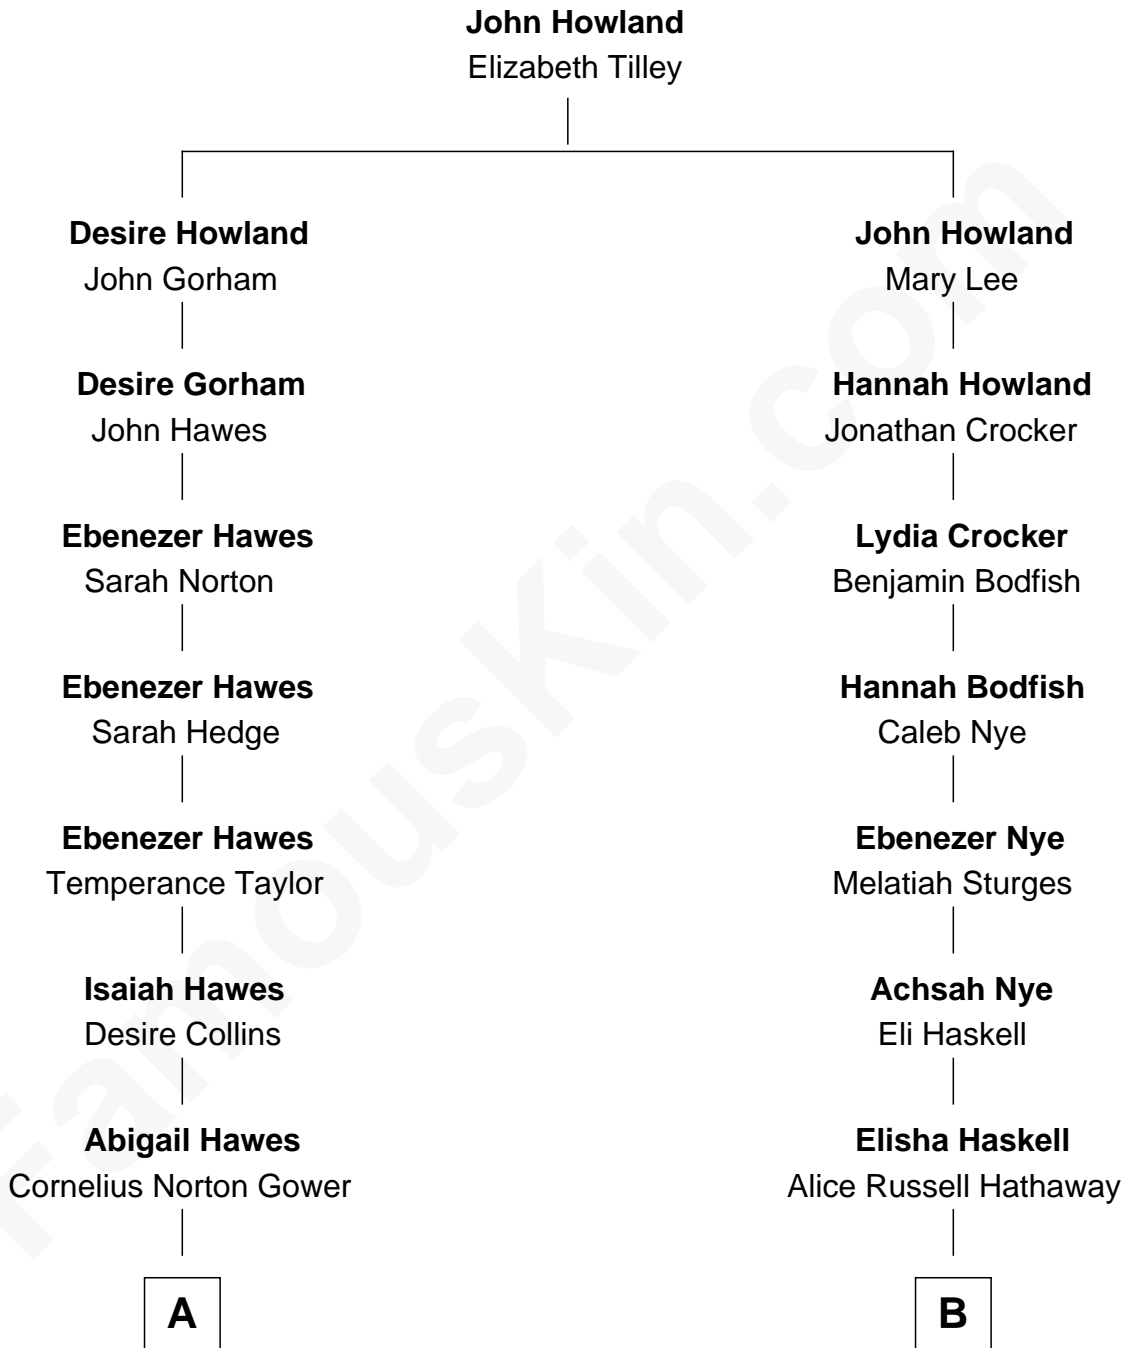 John Howland
Elizabeth Tilley
Desire Howland
John Gorham
John Howland
Mary Lee
Desire Gorham
John Hawes
Hannah Howland
Jonathan Crocker
Ebenezer Hawes
Sarah Norton
Lydia Crocker
Benjamin Bodfish
Ebenezer Hawes
Sarah Hedge
Hannah Bodfish
Caleb Nye
Ebenezer Hawes
Temperance Taylor
Ebenezer Nye
Melatiah Sturges
Isaiah Hawes
Desire Collins
Achsah Nye
Eli Haskell
Abigail Hawes
Cornelius Norton Gower
Elisha Haskell
Alice Russell Hathaway
A
B
FamousKin.com